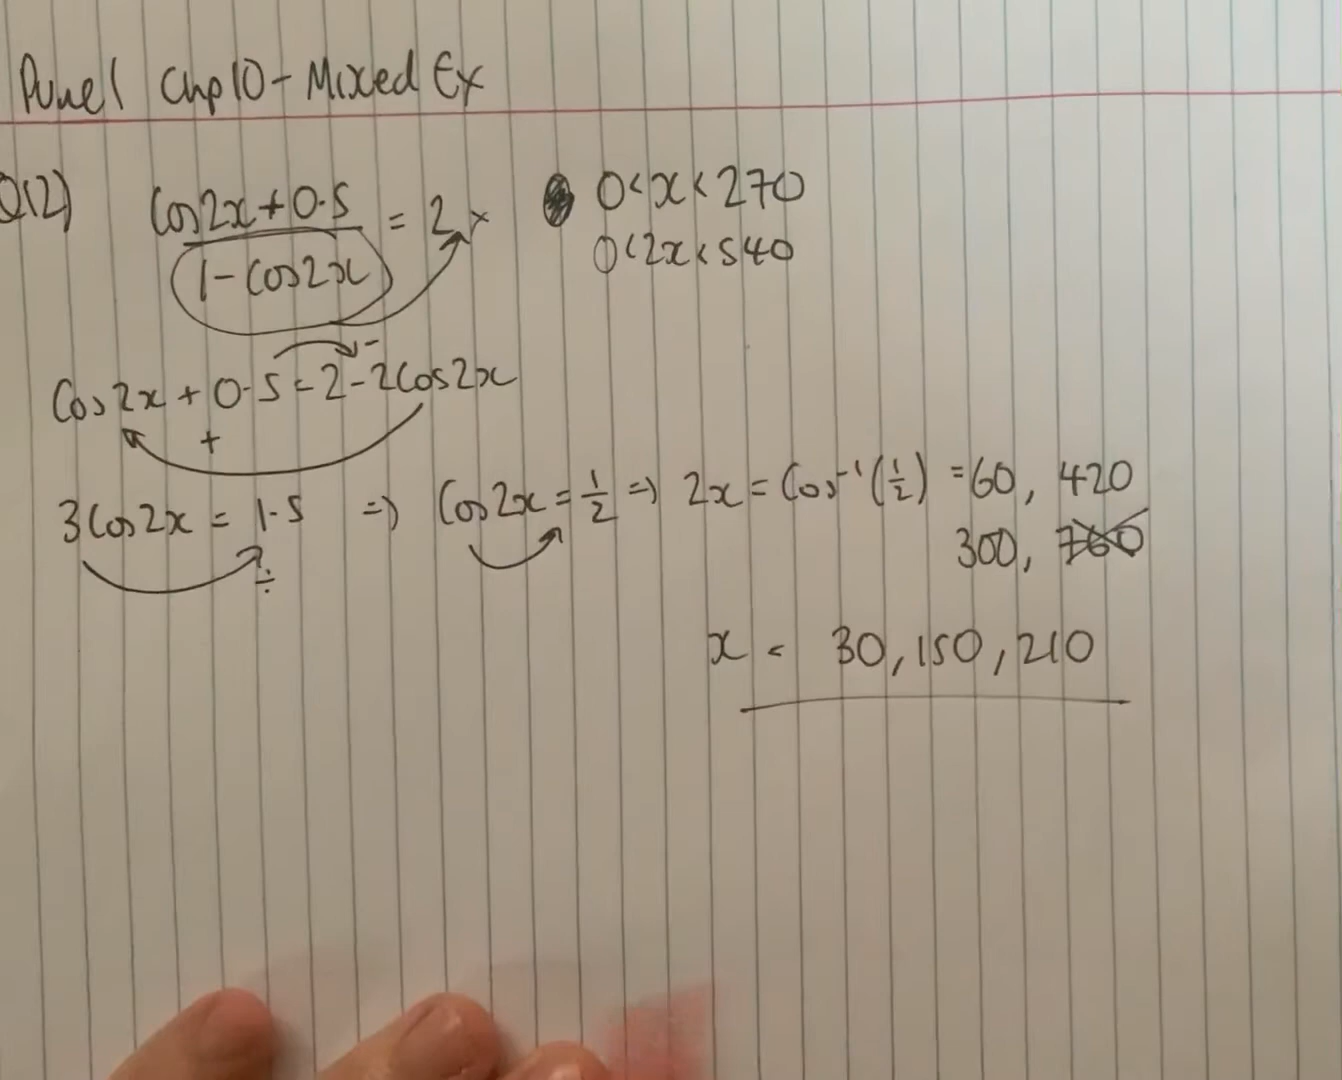 Pure 1 Chp 10 - Mixed Ex
Q12)
cos2x + 0.5 / 1 - cos2x = 2 x
0 < x < 270
0 < 2x < 540
-
cos2x + 0.5 = 2 - 2cos2x
+
3cos2x = 1.5 => cos2x = 1/2 => 2x = cos⁻¹(1/2) = 60, 420
÷
300, 760
x = 30, 150, 210